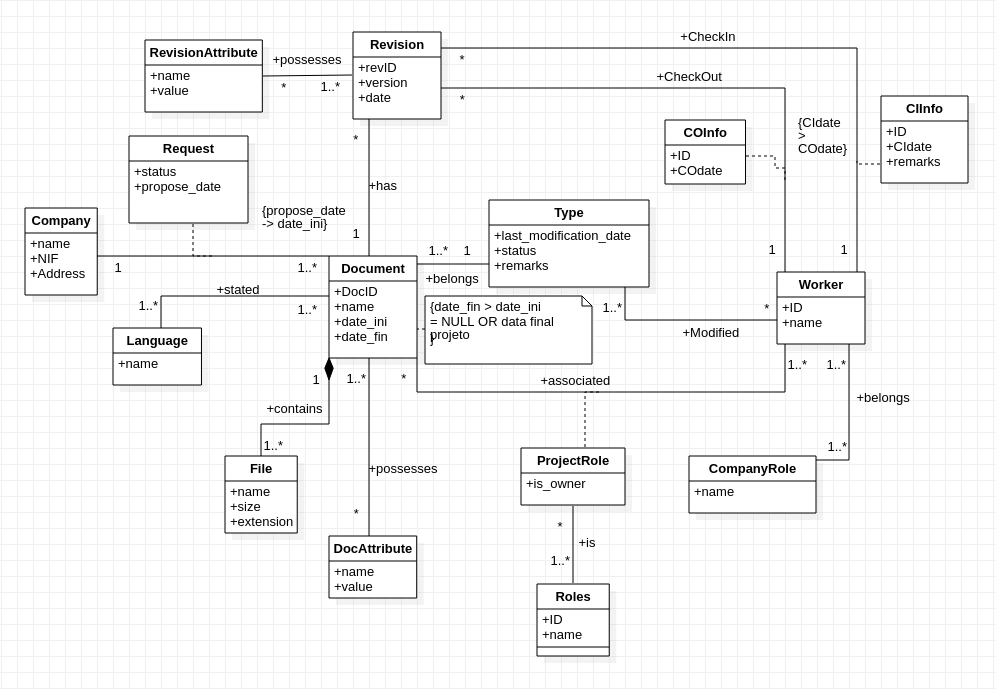 +CheckIn
Revision
+revID
+version
+date
RevisionAttribute
+name
+value
+possesses
*
1..*
*
+CheckOut
*
CIInfo
+ID
+CIdate
+remarks
{CIdate
>
COdate}
COInfo
+ID
+COdate
Request
+status
+propose_date
*
+has
1
{propose_date
-> date_ini}
Company
+name
+NIF
+Address
1
1..*
Type
+last_modification_date
+status
+remarks
1..*
1
+belongs
1
1
Document
+DocID
+name
+date_ini
+date_fin
Worker
+ID
+name
+stated
1..*
1..*
{date_fin > date_ini
= NULL OR data final
projeto
}
1..*
*
+Modified
Language
+name
1
1..*
*
+associated
1..*
1..*
+belongs
+contains
1..*
1..*
File
+name
+size
+extension
+possesses
*
ProjectRole
+is_owner
CompanyRole
+name
*
+is
1..*
DocAttribute
+name
+value
Roles
+ID
+name